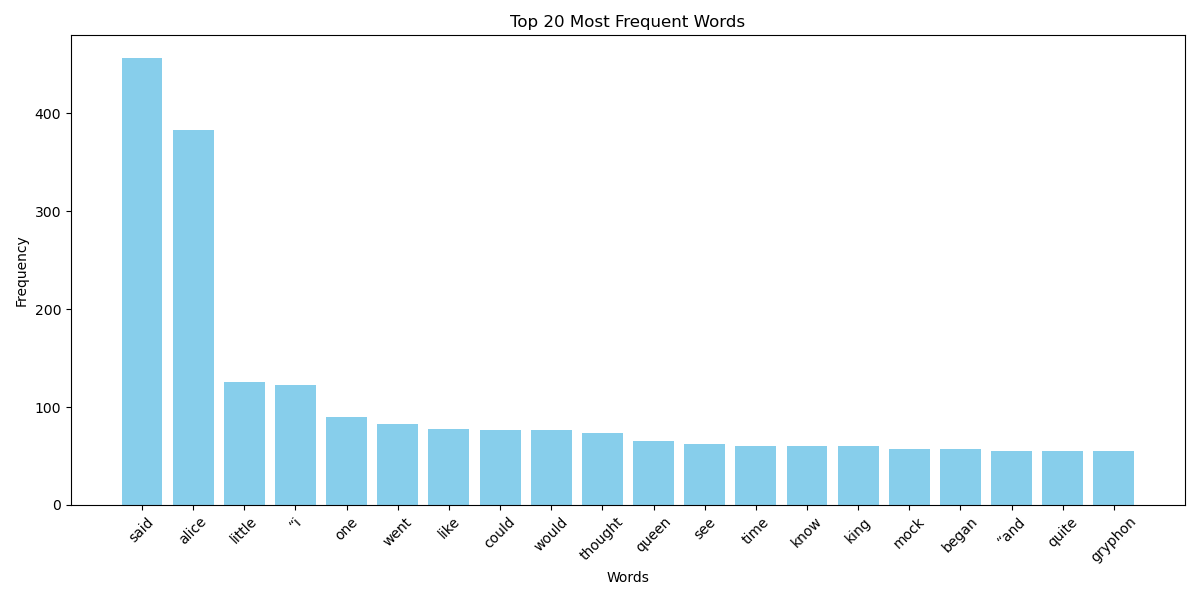 Top 20 Most Frequent Words
Frequency
400
300
200
100
0
said alice little “i one went like could would thought queen see time know king mock began “and quite gryphon
Words